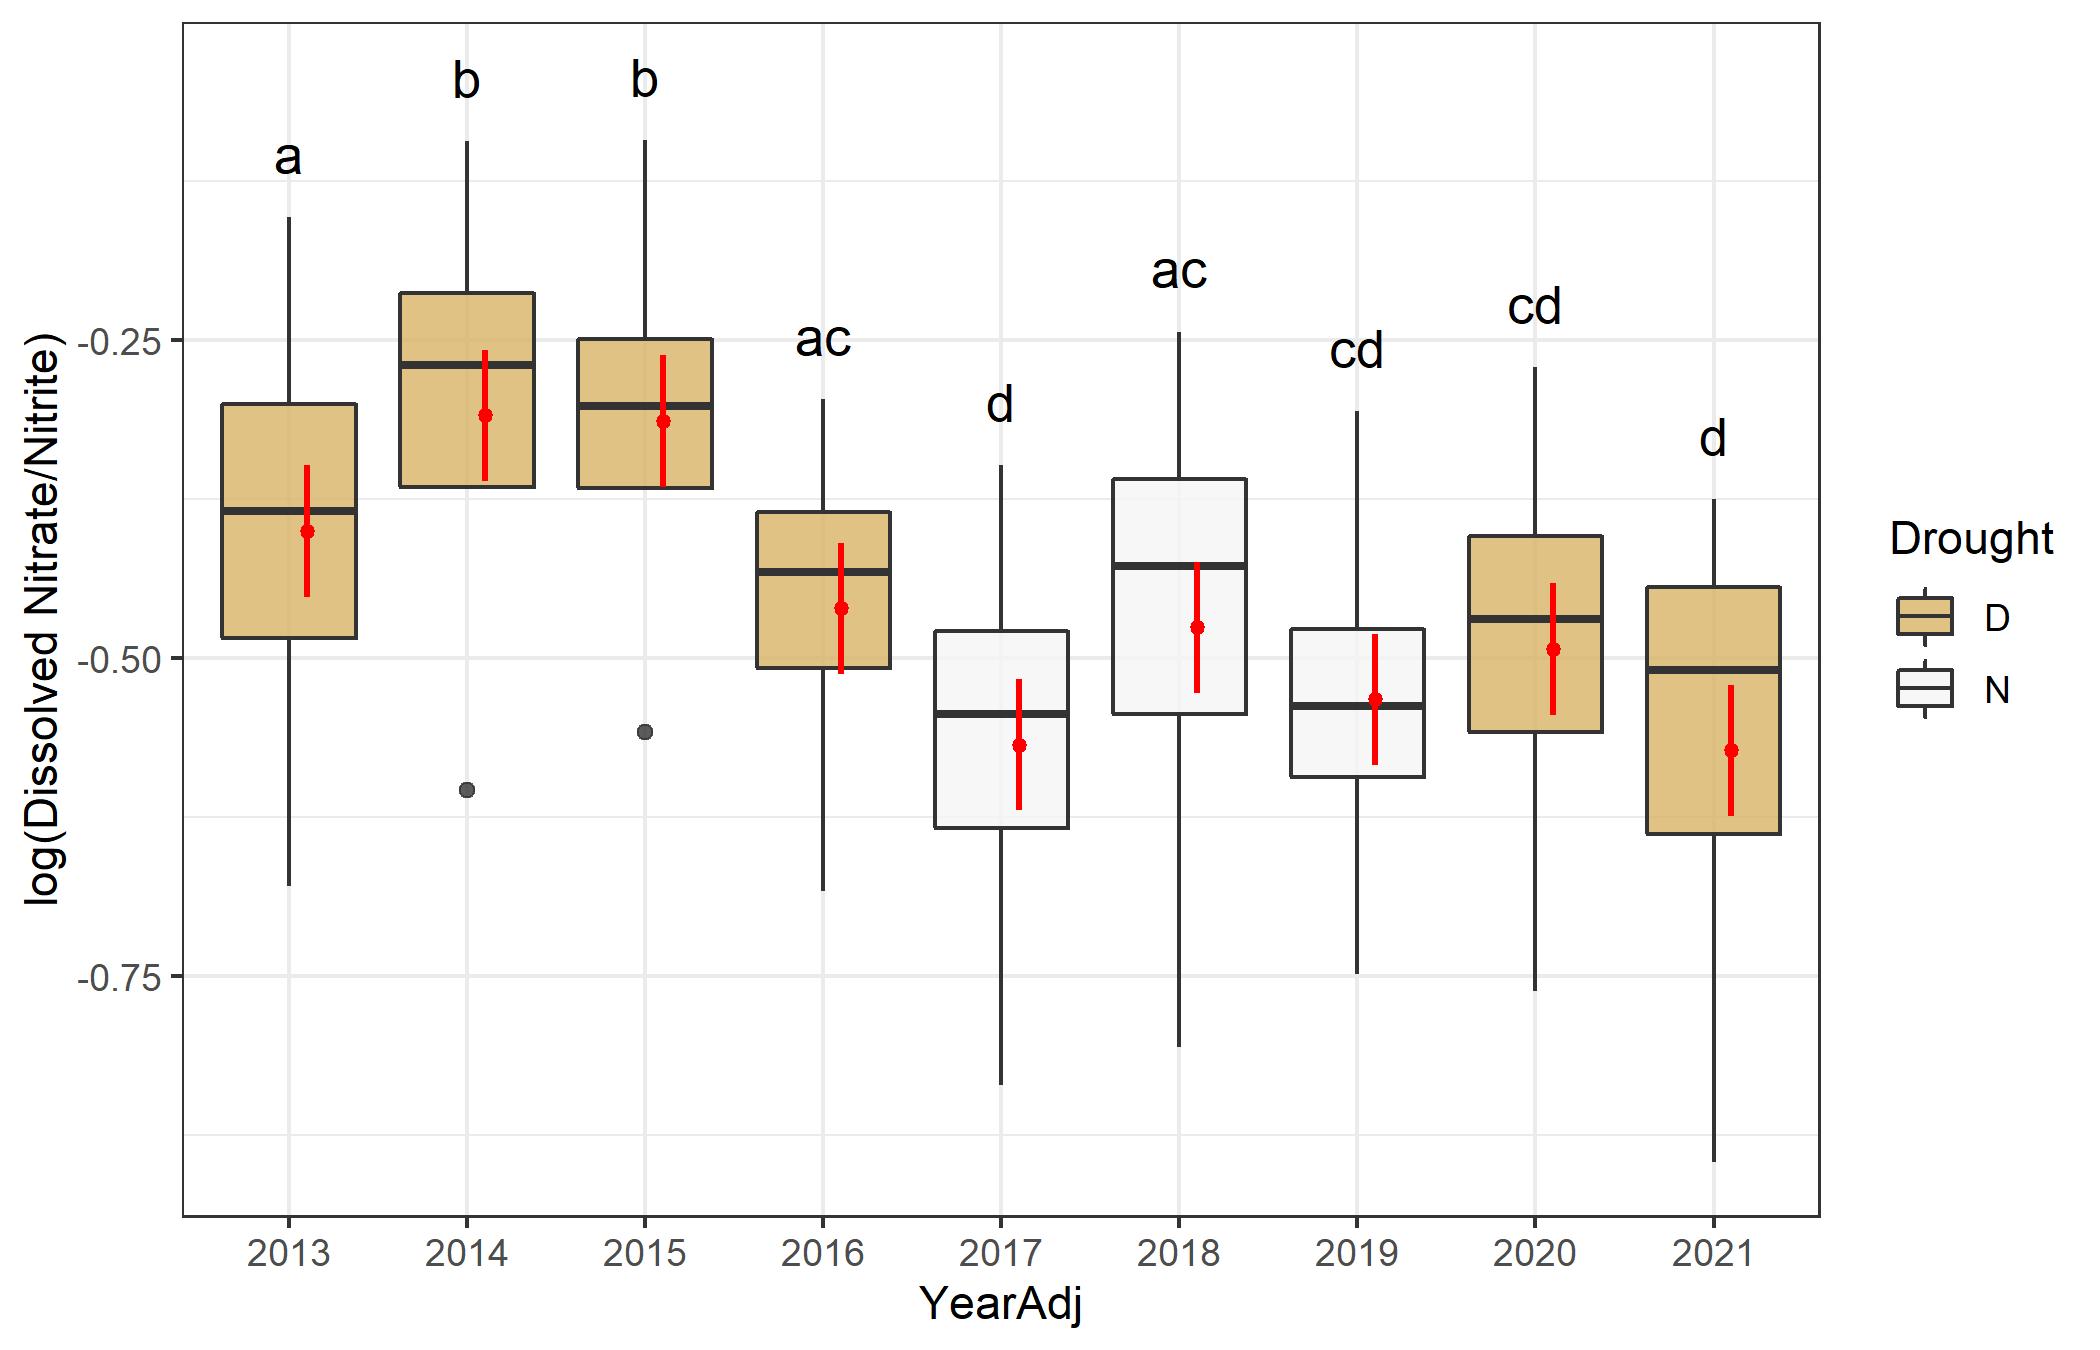 b
b
a
ac
cd
ac
cd
d
d
-0.25
-0.50
-0.75
log(Dissolved Nitrate/Nitrite)
Drought
D
N
2013 2014 2015 2016 2017 2018 2019 2020 2021
YearAdj